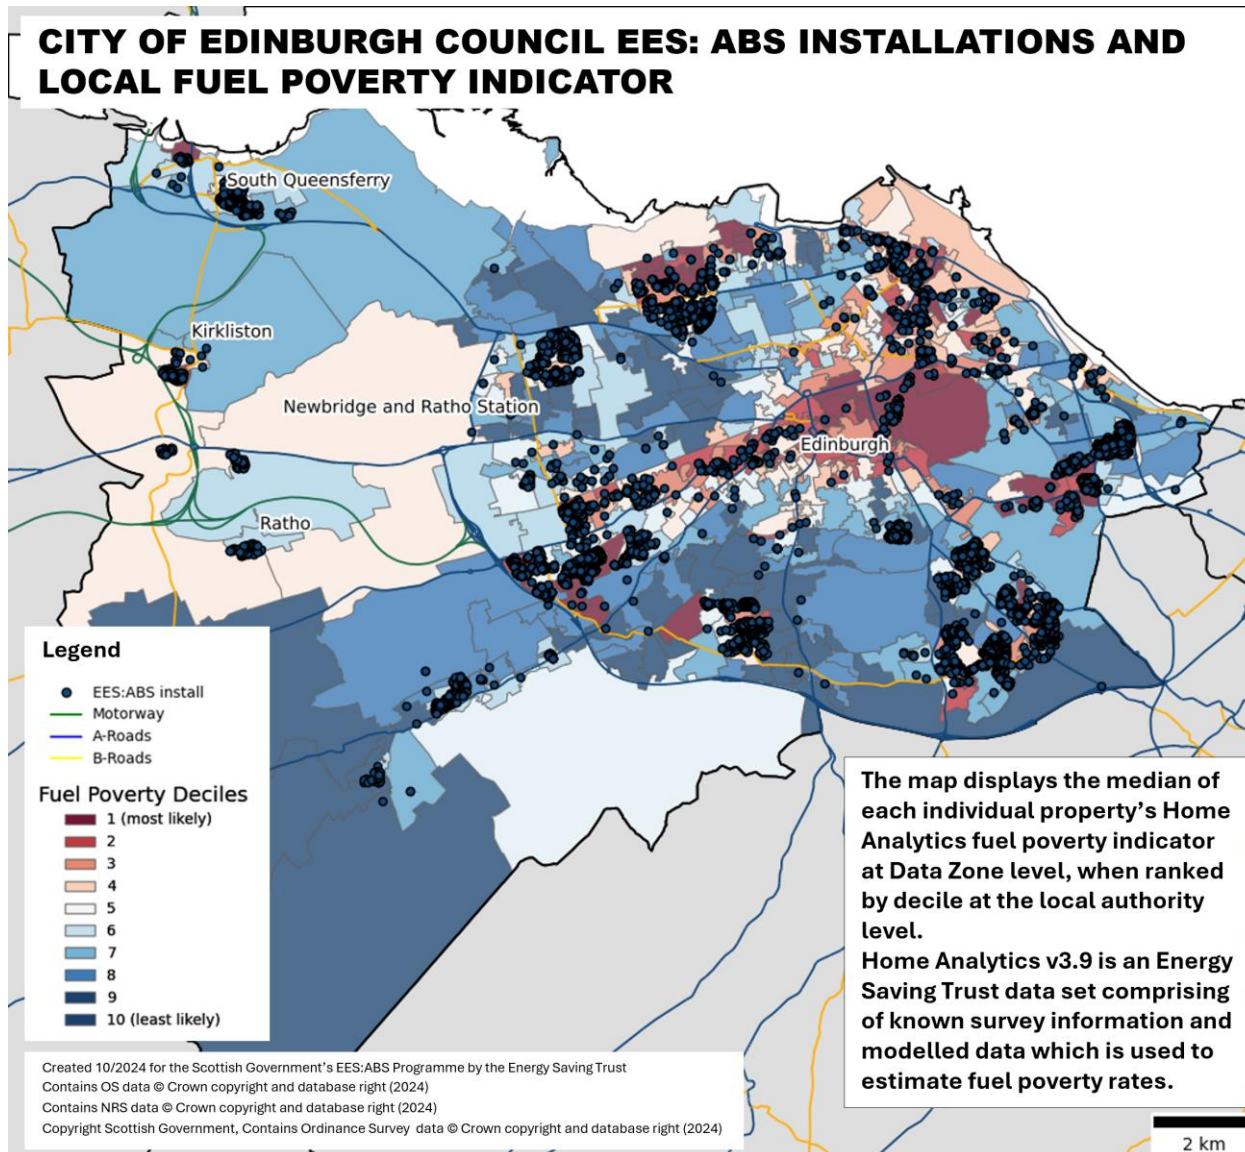 CITY OF EDINBURGH COUNCIL EES: ABS INSTALLATIONS AND
LOCAL FUEL POVERTY INDICATOR
South Queensferry
Kirkliston
Newbridge and Ratho Station
Edinburgh
Ratho
Legend
EES:ABS install
Motorway
A-Roads
B-Roads
Fuel Poverty Deciles
1 (most likely)
2
3
4
5
6
7
8
9
10 (least likely)
The map displays the median of
each individual property's Home
Analytics fuel poverty indicator
at Data Zone level, when ranked
by decile at the local authority
level.
Home Analytics v3.9 is an Energy
Saving Trust data set comprising
of known survey information and
modelled data which is used to
estimate fuel poverty rates.
Created 10/2024 for the Scottish Government's EES:ABS Programme by the Energy Saving Trust
Contains OS data © Crown copyright and database right (2024)
Contains NRS data © Crown copyright and database right (2024)
Copyright Scottish Government, Contains Ordinance Survey data © Crown copyright and database right (2024)
2 km